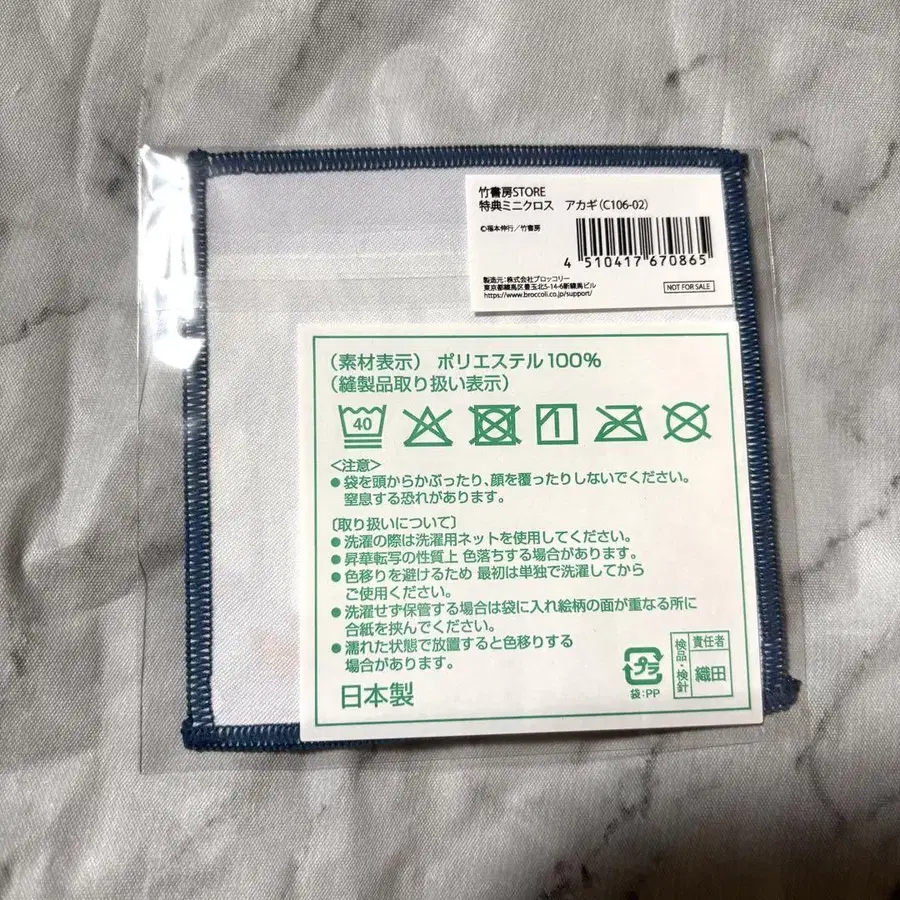 竹書房STORE
特典ミニクロス アカギ(C106-02)
©福本伸行/竹書房
4 510417 670865
製造元:株式会社ブロッコリー
東京都練馬区豊玉北5-14-6新練馬ビル
https://www.broccoli.co.jp/support/
NOT FOR SALE
(素材表示) ポリエステル100%
(縫製品取り扱い表示)
40
<注意>
●袋を頭からかぶったり、顔を覆ったりしないでください。
窒息する恐れがあります。
〔取り扱いについて〕
●洗濯の際は洗濯用ネットを使用してください。
●昇華転写の性質上 色落ちする場合があります。
●色移りを避けるため 最初は単独で洗濯してから
ご使用ください。
●洗濯せず保管する場合は袋に入れ絵柄の面が重なる所に
合紙を挟んでください。
●濡れた状態で放置すると色移りする
場合があります。
日本製
プラ
袋:PP
検品・検針
責任者
織田